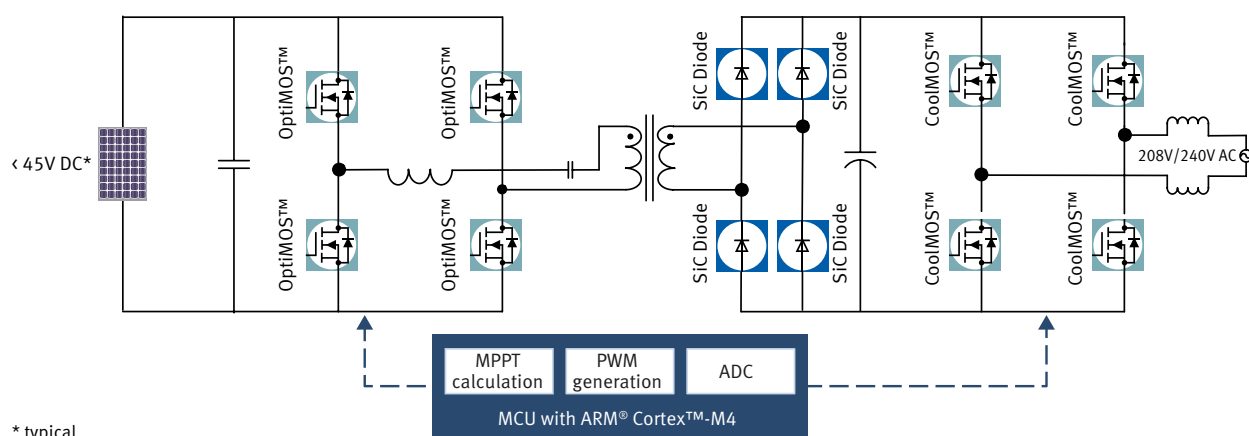 < 45V DC*
OptiMOS™
OptiMOS™
OptiMOS™
OptiMOS™
SiC Diode
SiC Diode
SiC Diode
SiC Diode
CoolMOS™
CoolMOS™
CoolMOS™
CoolMOS™
208V/240V AC
MPPT
calculation
PWM
generation
ADC
MCU with ARM® Cortex™-M4
* typical